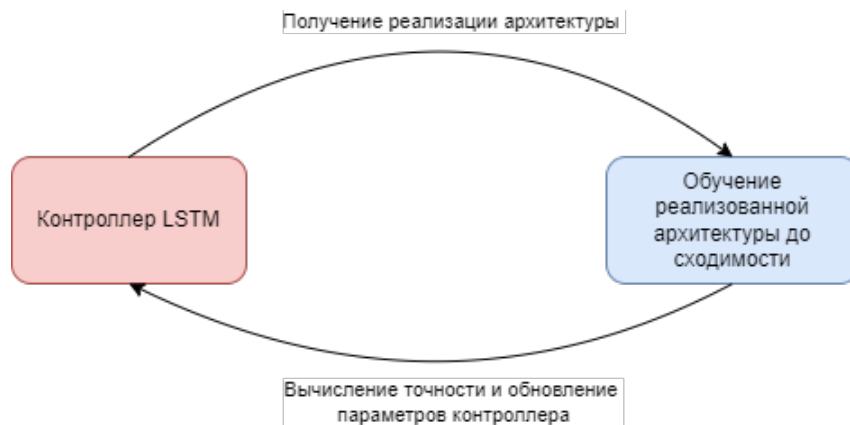 Получение реализации архитектуры
Контроллер LSTM
Обучение
реализованной
архитектуры до
сходимости
Вычисление точности и обновление
параметров контроллера